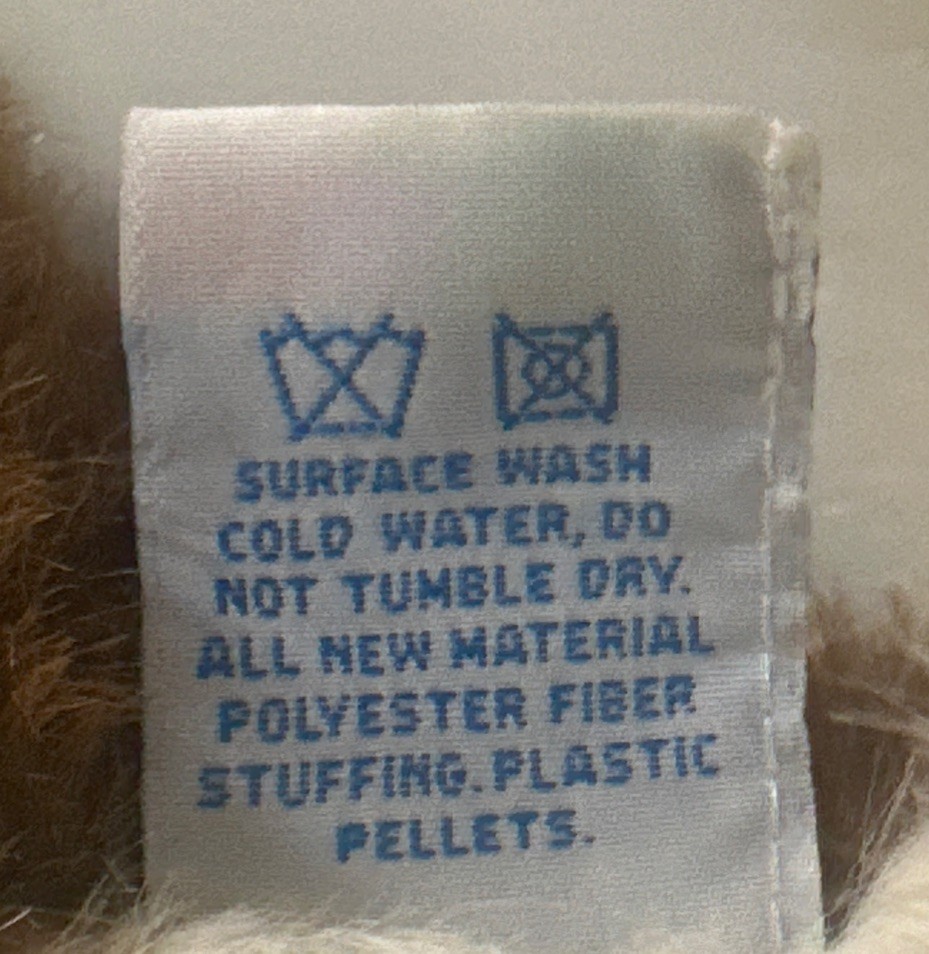 SURFACE WASH
COLD WATER, DO
NOT TUMBLE DRY.
ALL NEW MATERIAL
POLYESTER FIBER
STUFFING.PLASTIC
PELLETS.